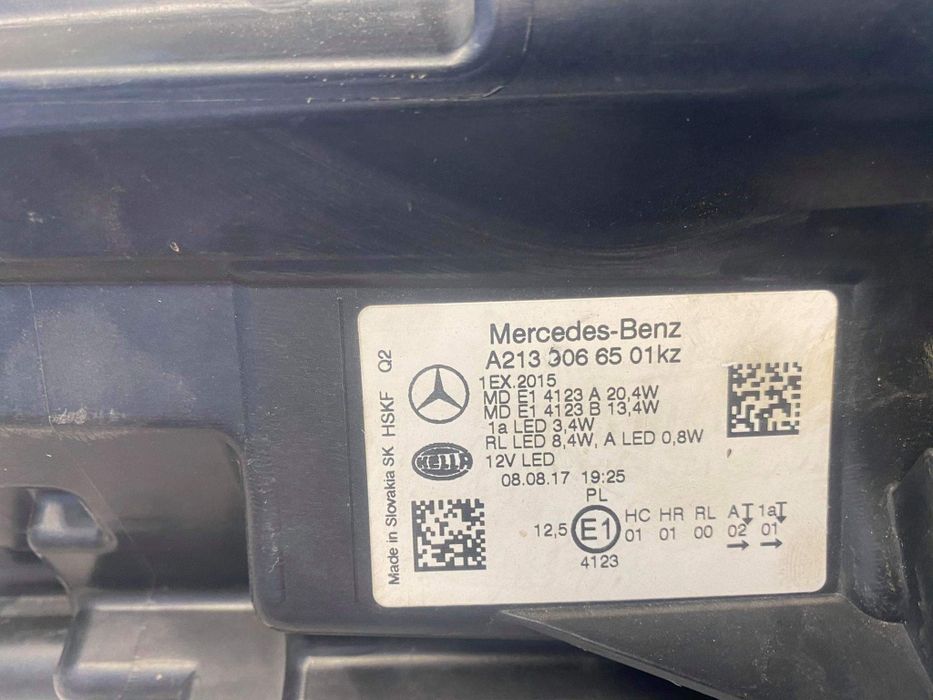 Mercedes-Benz
A213 906 65 01kz
1EX.2015
MD E1 4123 A 20,4W
MD E1 4123 B 13,4W
1a LED 3,4W
RL LED 8,4W, A LED 0,8W
12V LED
08.08.17 19:25
PL
HELLA
Made in Slovakia SK HSKF Q2
12,5 E1 HC HR RL A 1a
01 01 00 02 01
4123